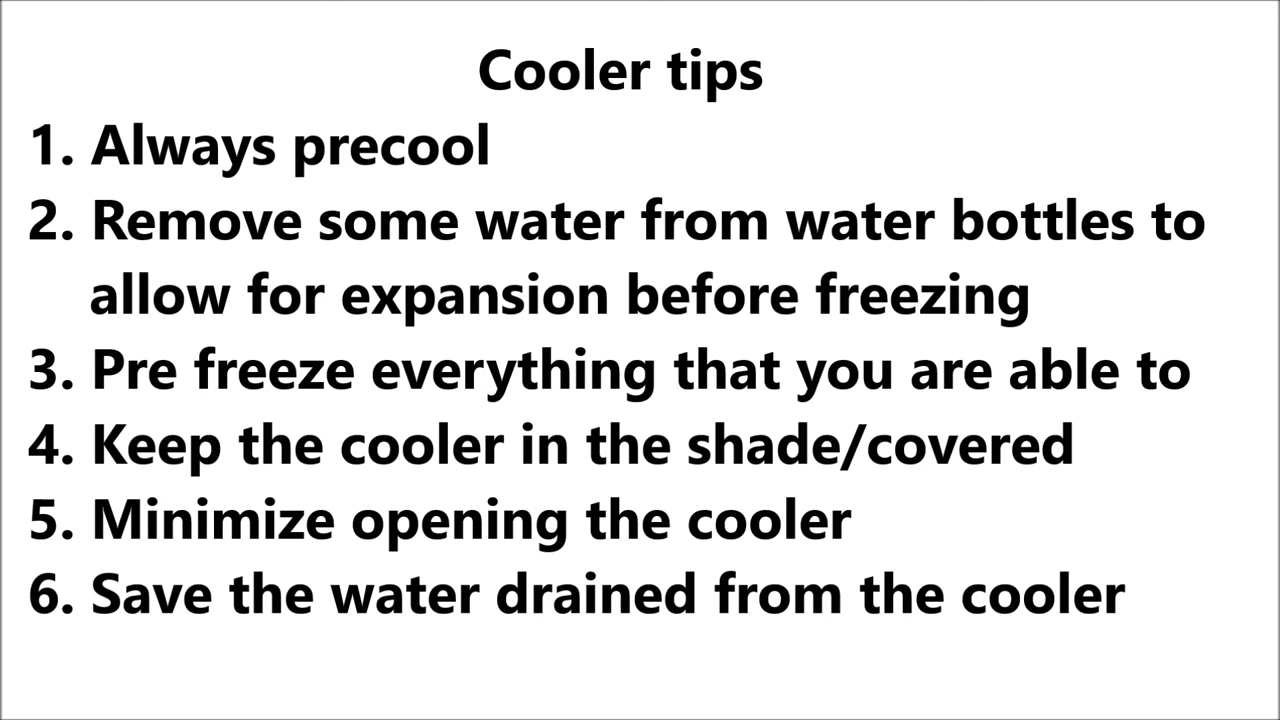 Cooler tips
1. Always precool
2. Remove some water from water bottles to
allow for expansion before freezing
3. Pre freeze everything that you are able to
4. Keep the cooler in the shade/covered
5. Minimize opening the cooler
6. Save the water drained from the cooler